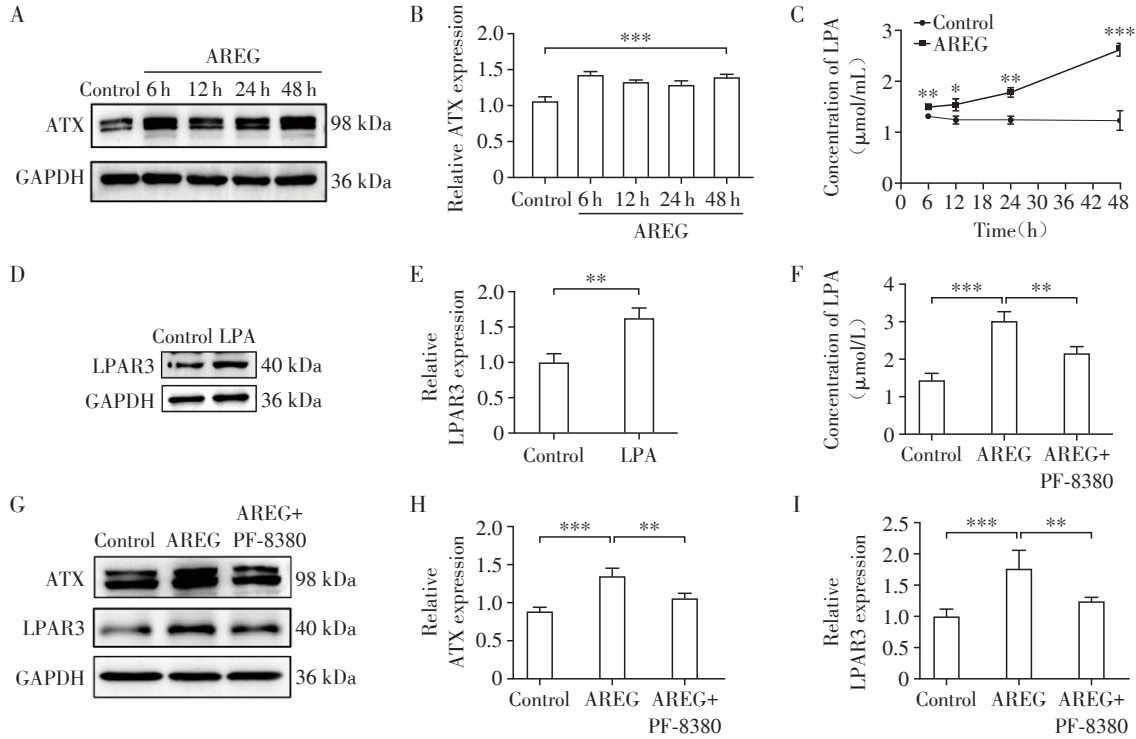 A
AREG
Control 6 h 12 h 24 h 48 h
ATX 98 kDa
GAPDH 36 kDa
B
Relative ATX expression
2.0
1.5
1.0
0.5
0
***
Control 6 h 12 h 24 h 48 h
AREG
C
Concentration of LPA
(μmol/mL)
Control
AREG
3
2
1
0
** * ** ***
0 6 12 18 24 30 36 42 48
Time(h)
D
Control LPA
LPAR3 40 kDa
GAPDH 36 kDa
E
Relative
LPAR3 expression
2.0
1.5
1.0
0.5
0
**
Control LPA
F
Concentration of LPA
(μmol/L)
4
3
2
1
0
*** **
Control AREG AREG+
PF-8380
G
Control AREG AREG+
PF-8380
ATX 98 kDa
LPAR3 40 kDa
GAPDH 36 kDa
H
Relative
ATX expression
2.0
1.5
1.0
0.5
0
*** **
Control AREG AREG+
PF-8380
I
Relative
LPAR3 expression
2.5
2.0
1.5
1.0
0.5
0
*** **
Control AREG AREG+
PF-8380